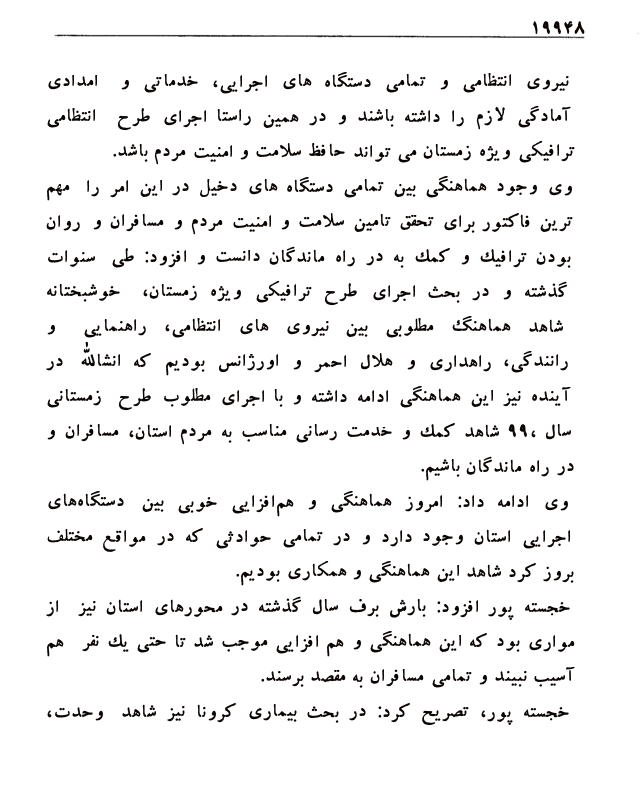 ۱۹۹۴۸
نیروی انتظامی و تمامی دستگاه های اجرایی، خدماتی و امدادی
آمادگی لازم را داشته باشند و در همین راستا اجرای طرح انتظامی
ترافیکی ویژه زمستان می تواند حافظ سلامت و امنیت مردم باشد.
وی وجود هماهنگی بین تمامی دستگاه های دخیل در این امر را مهم
ترین فاکتور برای تحقق تامین سلامت و امنیت مردم و مسافران و روان
بودن ترافیک و کمک به در راه ماندگان دانست و افزود: طی سنوات
گذشته و در بحث اجرای طرح ترافیکی ویژه زمستان، خوشبختانه
شاهد هماهنگ مطلوبی بین نیروی های انتظامی، راهنمایی و
رانندگی، راهداری و هلال احمر و اورژانس بودیم که انشالله در
آینده نیز این هماهنگی ادامه داشته و با اجرای مطلوب طرح زمستانی
سال ۹۹، شاهد کمک و خدمت رسانی مناسب به مردم استان، مسافران و
در راه ماندگان باشیم.
وی ادامه داد: امروز هماهنگی و هم‌افزایی خوبی بین دستگاه‌های
اجرایی استان وجود دارد و در تمامی حوادثی که در مواقع مختلف
بروز کرد شاهد این هماهنگی و همکاری بودیم.
خجسته پور افزود: بارش برف سال گذشته در محورهای استان نیز از
مواری بود که این هماهنگی و هم افزایی موجب شد تا حتی یک نفر هم
آسیب نبیند و تمامی مسافران به مقصد برسند.
خجسته پور، تصریح کرد: در بحث بیماری کرونا نیز شاهد وحدت،